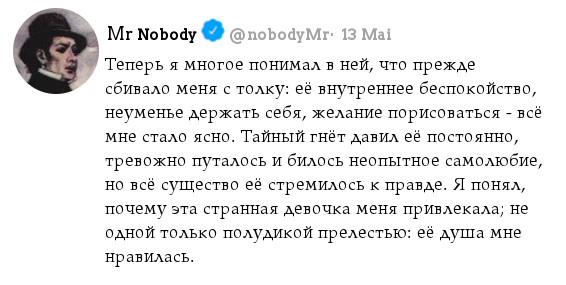 Mr Nobody @nobodyMr· 13 Mai
Теперь я многое понимал в ней, что прежде
сбивало меня с толку: её внутреннее беспокойство,
неуменье держать себя, желание порисоваться - всё
мне стало ясно. Тайный гнёт давил её постоянно,
тревожно путалось и билось неопытное самолюбие,
но всё существо её стремилось к правде. Я понял,
почему эта странная девочка меня привлекала; не
одной только полудикой прелестью: её душа мне
нравилась.